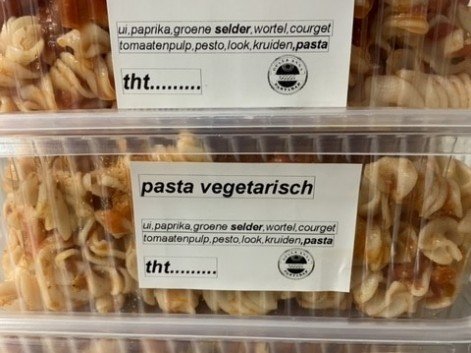 ui,paprika,groene selder,wortel,courget
tomaatenpulp,pesto,look,kruiden,pasta
tht.........
pasta vegetarisch
ui,paprika,groene selder,wortel,courget
tomaatenpulp,pesto,look,kruiden,pasta
tht.........